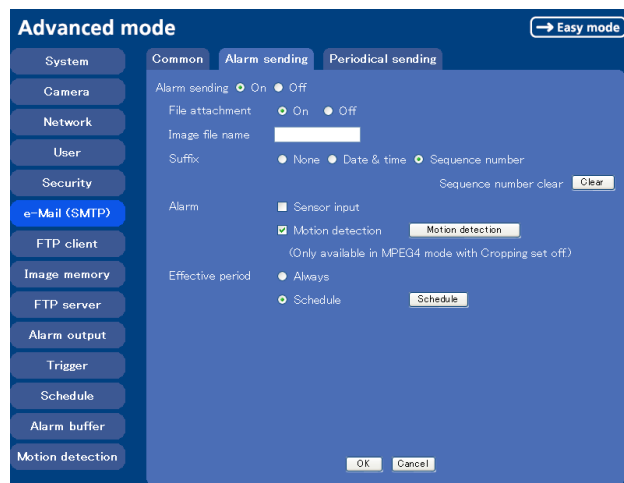 Advanced mode
→ Easy mode
System
Camera
Network
User
Security
e-Mail (SMTP)
FTP client
Image memory
FTP server
Alarm output
Trigger
Schedule
Alarm buffer
Motion detection
Common Alarm sending Periodical sending
Alarm sending On Off
File attachment On Off
Image file name
Suffix None Date & time Sequence number
Sequence number clear Clear
Alarm Sensor input
Motion detection Motion detection
(Only available in MPEG4 mode with Cropping set off.)
Effective period Always
Schedule Schedule
OK Cancel